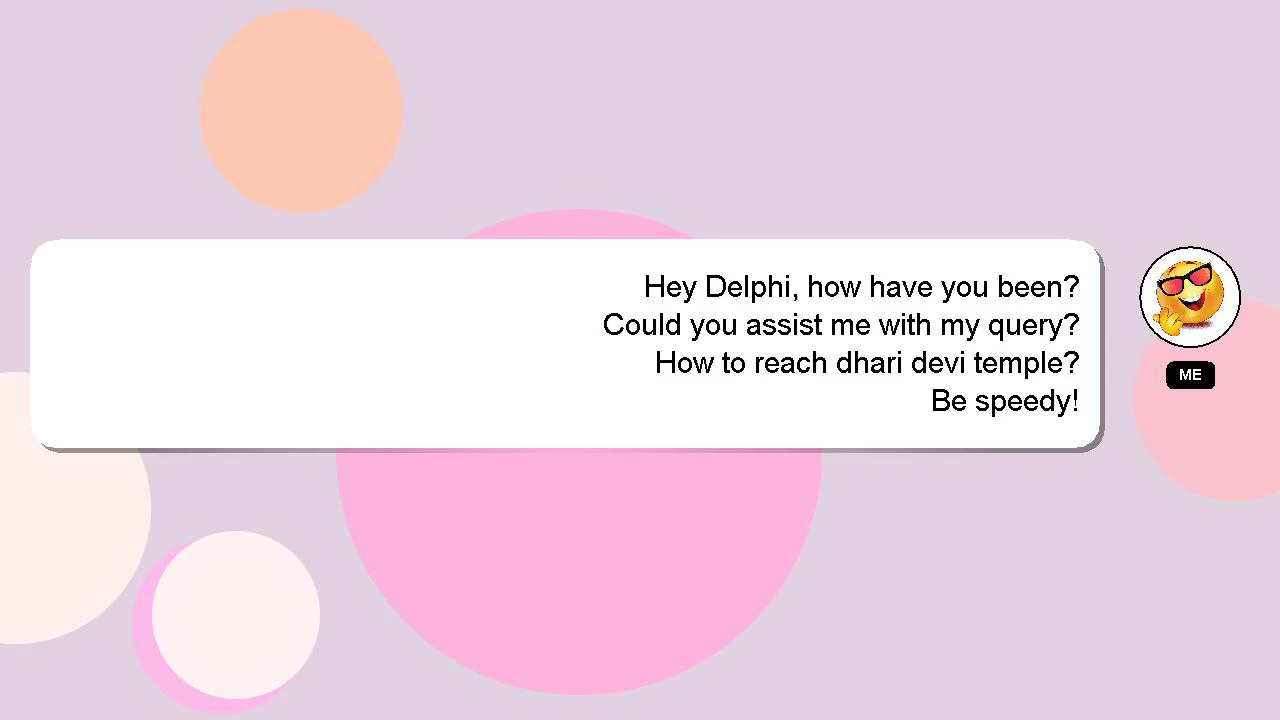 Hey Delphi, how have you been?
Could you assist me with my query?
How to reach dhari devi temple?
Be speedy!
ME